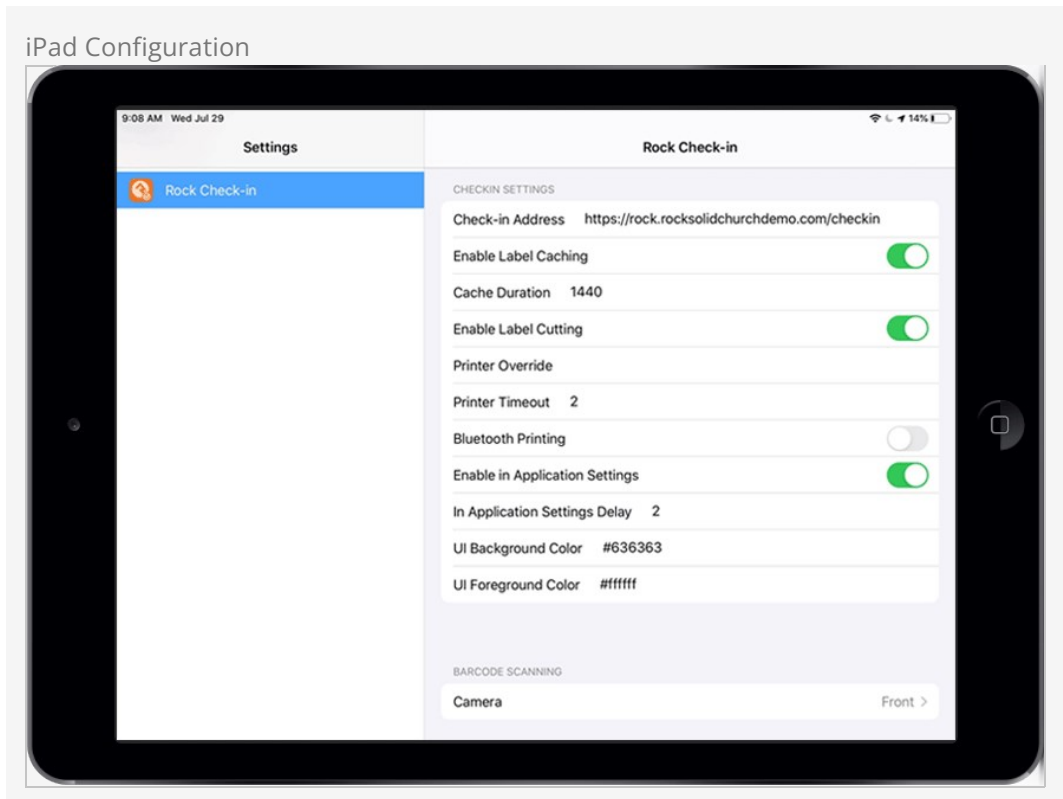 iPad Configuration
9:08 AM Wed Jul 29
14%
Settings
Rock Check-in
Rock Check-in
CHECKIN SETTINGS
Check-in Address https://rock.rocksolidchurchdemo.com/checkin
Enable Label Caching
Cache Duration 1440
Enable Label Cutting
Printer Override
Printer Timeout 2
Bluetooth Printing
Enable in Application Settings
In Application Settings Delay 2
UI Background Color #636363
UI Foreground Color #ffffff
BARCODE SCANNING
Camera Front >